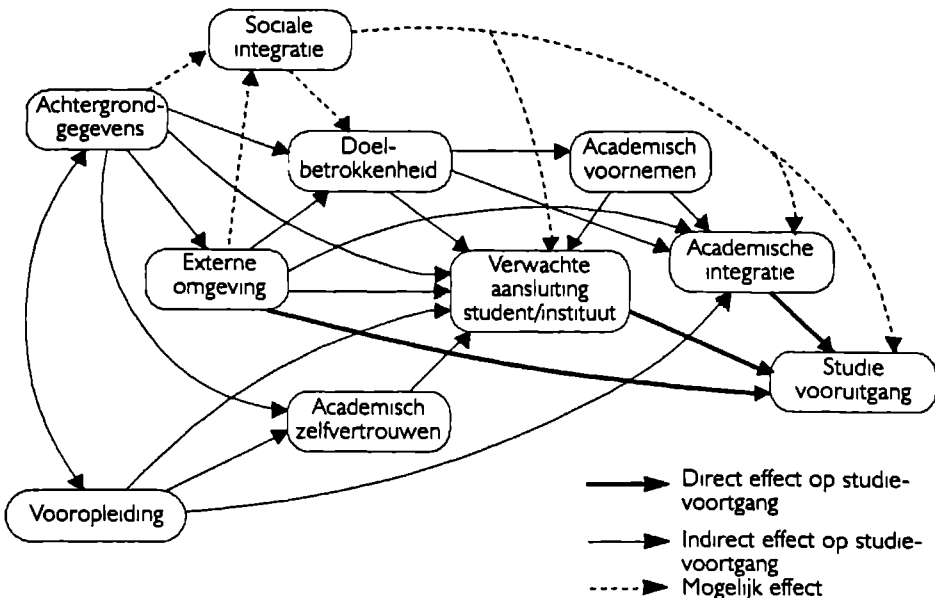 Sociale
integratie
Achtergrond-
gegevens
Doel-
betrokkenheid
Academisch
voornemen
Externe
omgeving
Verwachte
aansluiting
student/instituut
Academische
integratie
Studie
vooruitgang
Academisch
zelfvertrouwen
Vooropleiding
Direct effect op studie-
voortgang
Indirect effect op studie-
voortgang
Mogelijk effect